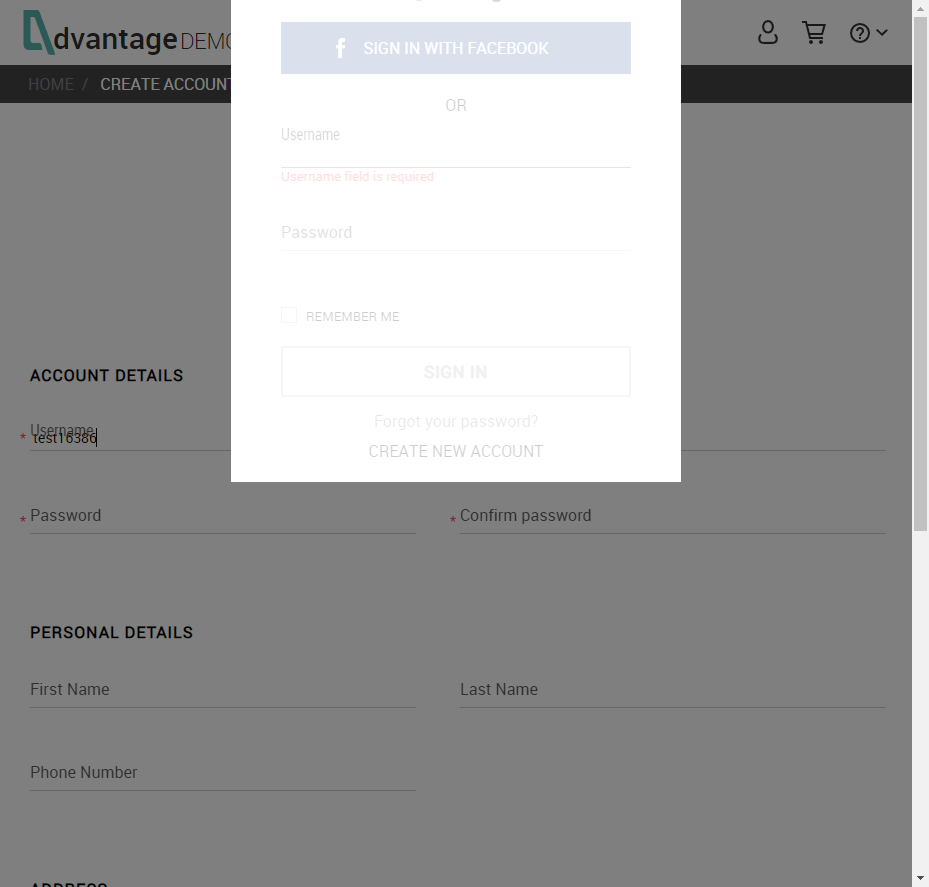 dvantage DEMO
SIGN IN WITH FACEBOOK
HOME / CREATE ACCOUNT
OR
Username
Username field is required
Password
REMEMBER ME
SIGN IN
Forgot your password?
CREATE NEW ACCOUNT
ACCOUNT DETAILS
* Username
test16386
* Password
* Confirm password
PERSONAL DETAILS
First Name
Last Name
Phone Number
ADDRESS